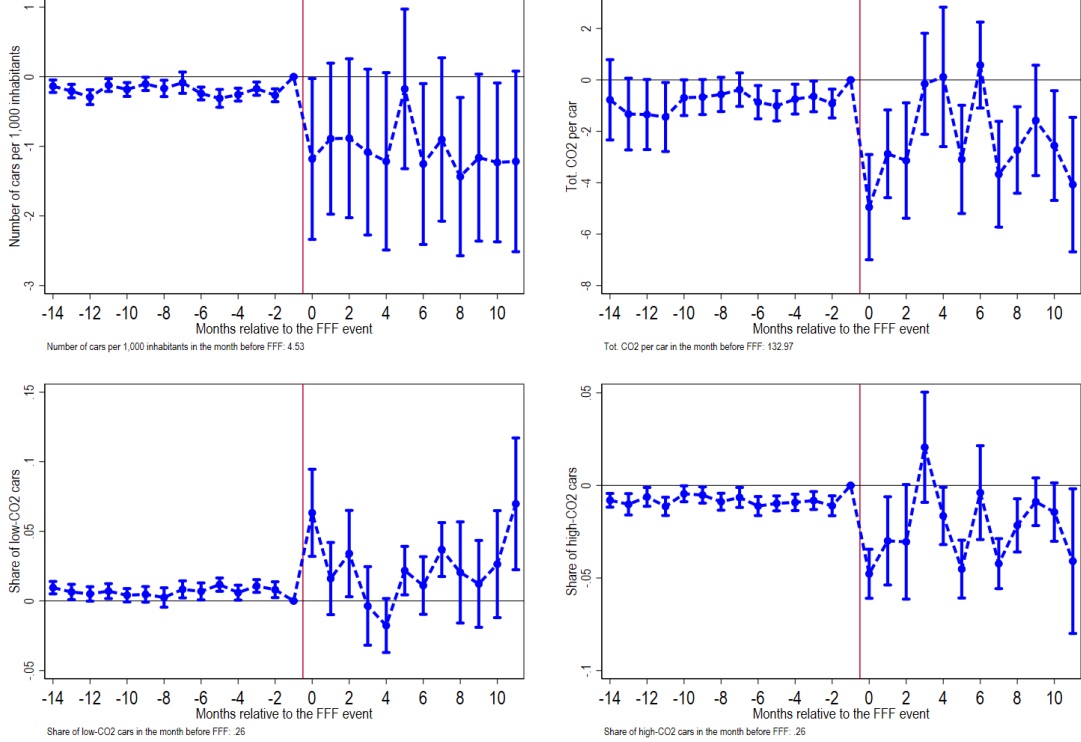 Number of cars per 1,000 inhabitants
1
0
-1
-2
-3
-14 -12 -10 -8 -6 -4 -2 0 2 4 6 8 10
Months relative to the FFF event
Number of cars per 1,000 inhabitants in the month before FFF: 4.53
Tot. CO2 per car
2
0
-2
-4
-6
-8
-14 -12 -10 -8 -6 -4 -2 0 2 4 6 8 10
Months relative to the FFF event
Tot. CO2 per car in the month before FFF: 132.97
Share of low-CO2 cars
.15
.1
.05
0
-.05
-14 -12 -10 -8 -6 -4 -2 0 2 4 6 8 10
Months relative to the FFF event
Share of low-CO2 cars in the month before FFF: .26
Share of high-CO2 cars
.05
0
-.05
-.1
-14 -12 -10 -8 -6 -4 -2 0 2 4 6 8 10
Months relative to the FFF event
Share of high-CO2 cars in the month before FFF: .26